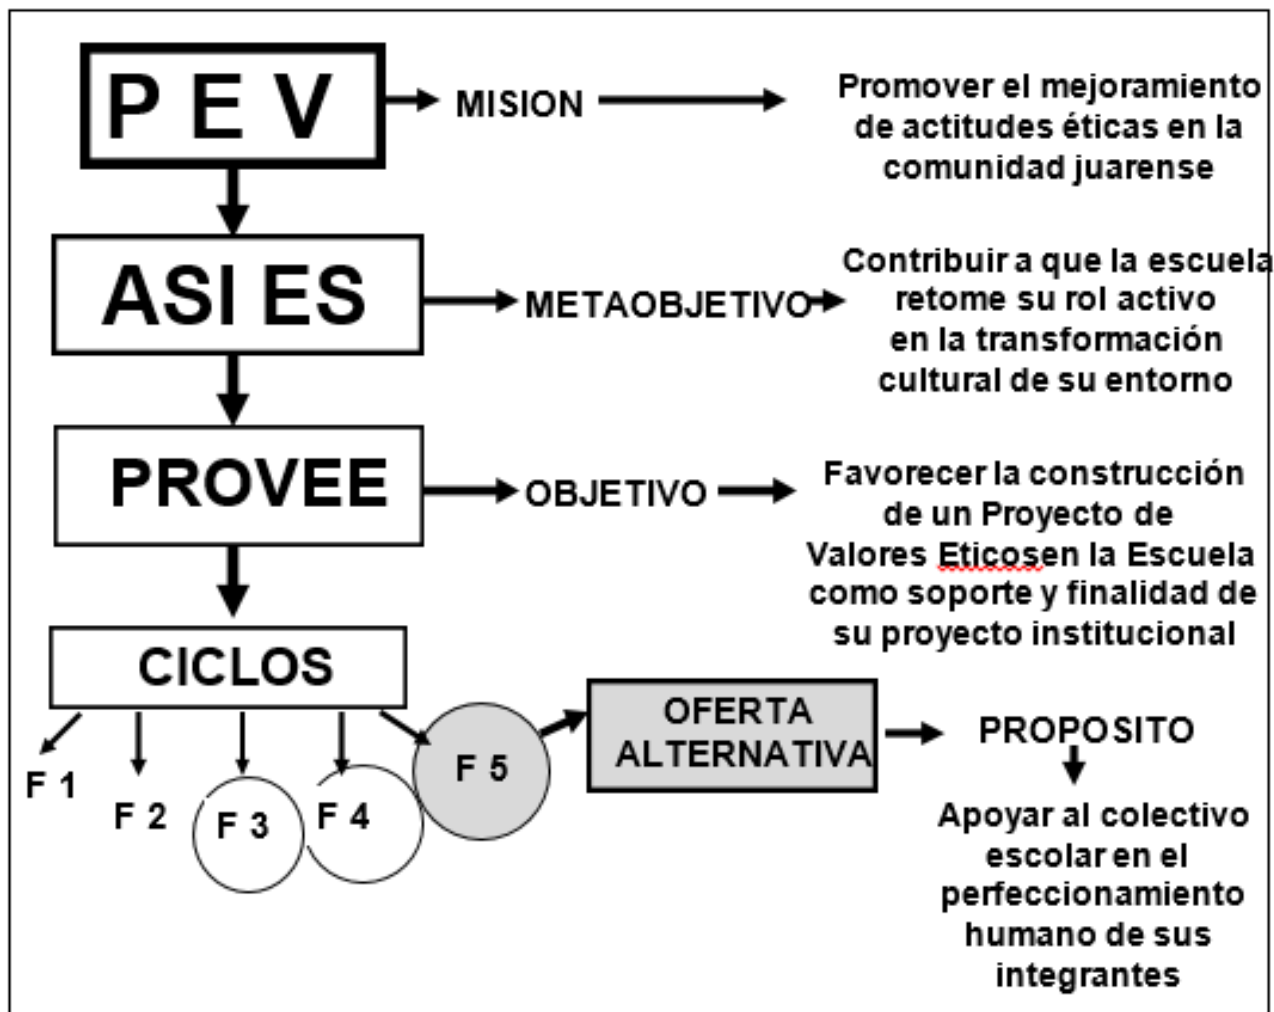 P E V
MISION
Promover el mejoramiento
de actitudes éticas en la
comunidad juarense
ASI ES
METAOBJETIVO
Contribuir a que la escuela
retome su rol activo
en la transformación
cultural de su entorno
PROVEE
OBJETIVO
Favorecer la construcción
de un Proyecto de
Valores Eticosen la Escuela
como soporte y finalidad de
su proyecto institucional
CICLOS
F 1
F 2
F 3
F 4
F 5
OFERTA
ALTERNATIVA
PROPOSITO
Apoyar al colectivo
escolar en el
perfeccionamiento
humano de sus
integrantes